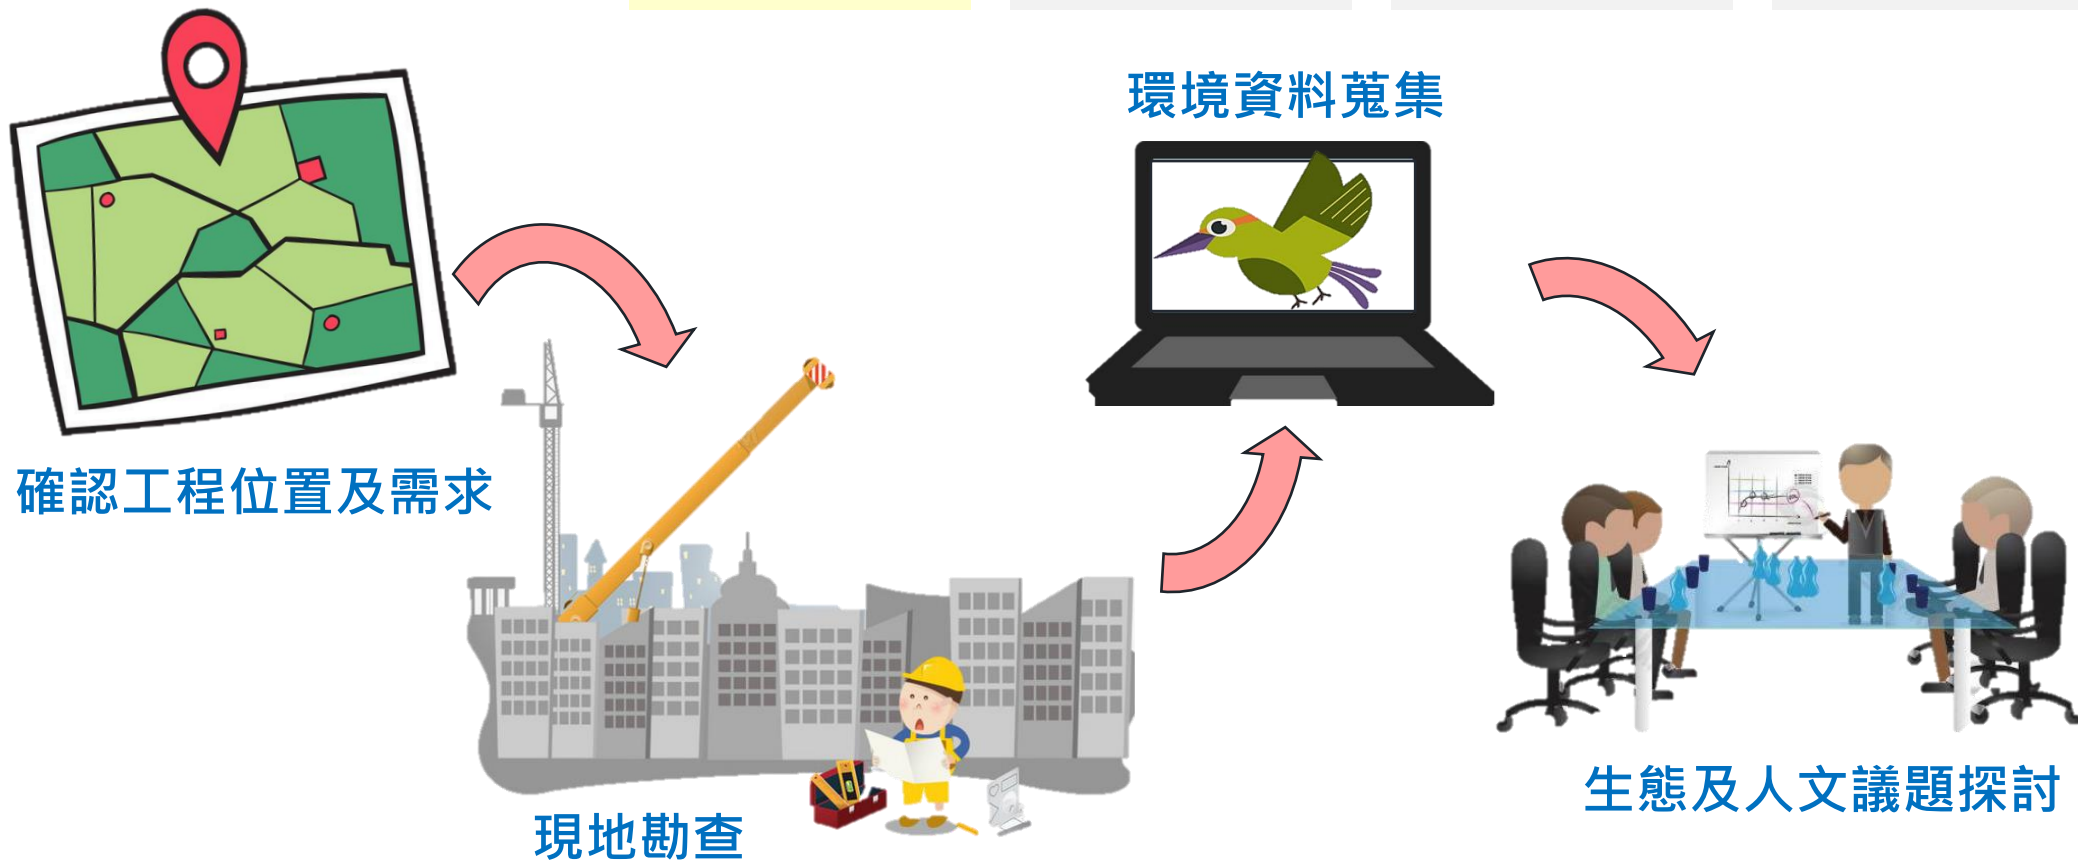 確認工程位置及需求
現地勘查
環境資料蒐集
生態及人文議題探討